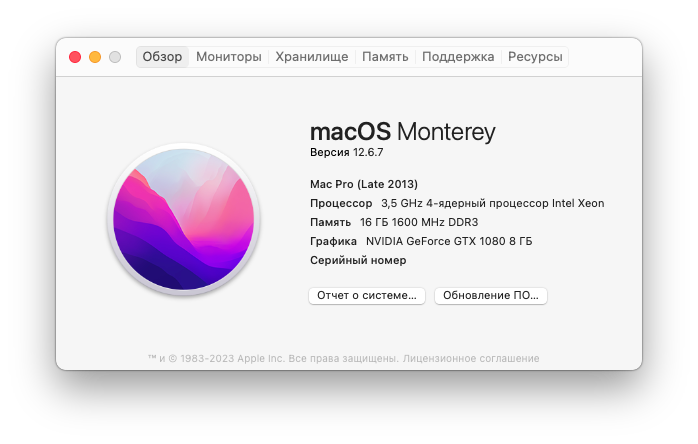 Обзор Мониторы Хранилище Память Поддержка Ресурсы
macOS Monterey
Версия 12.6.7
Mac Pro (Late 2013)
Процессор 3,5 GHz 4-ядерный процессор Intel Xeon
Память 16 ГБ 1600 MHz DDR3
Графика NVIDIA GeForce GTX 1080 8 ГБ
Серийный номер
Отчет о системе... Обновление ПО...
™ и © 1983-2023 Apple Inc. Все права защищены. Лицензионное соглашение